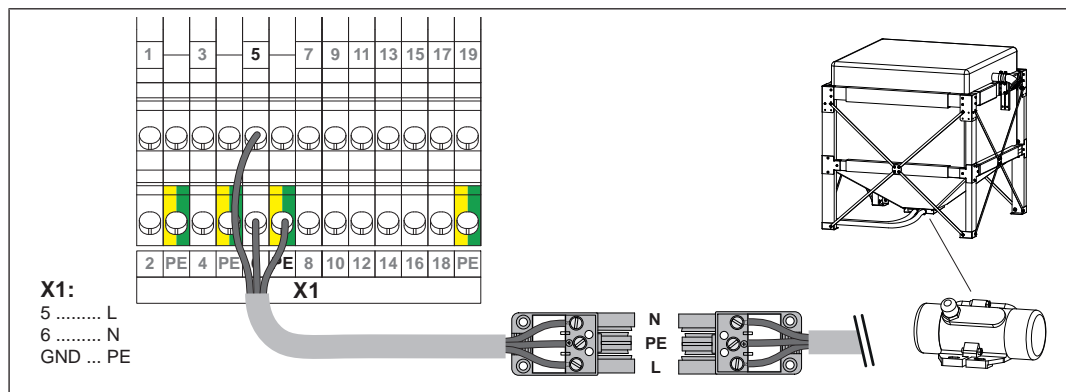 1 3 5 7 9 11 13 15 17 19
2 PE 4 PE 6 PE 8 10 12 14 16 18 PE
X1
X1:
5 ......... L
6 ......... N
GND ... PE
N
PE
L